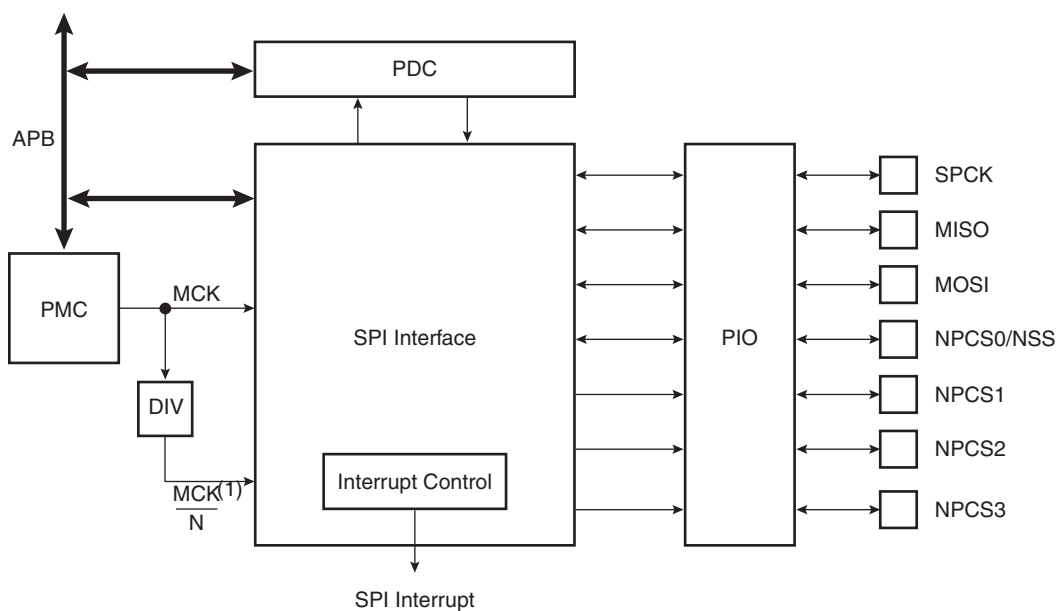 PDC
APB
SPCK
MISO
PMC
MCK
MOSI
SPI Interface
PIO
NPCS0/NSS
DIV
NPCS1
NPCS2
Interrupt Control
MCK(1)
N
NPCS3
SPI Interrupt